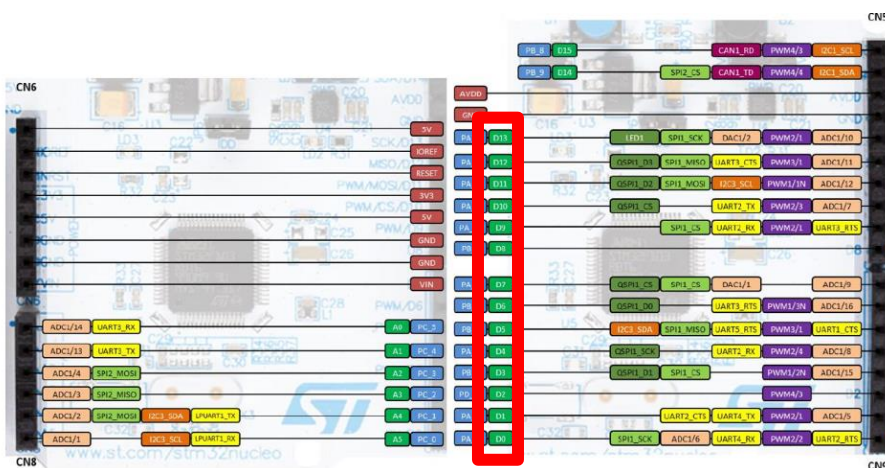 CN5
PB_8 D15 CAN1_RD PWM4/3 I2C1_SCL
PB_9 D14 SPI2_CS CAN1_TD PWM4/4 I2C1_SDA
CN6
AVDD
5V
D13 LED1 SPI1_SCK DAC1/2 PWM2/1 ADC1/10
IOREF
D12 QSPI1_D3 SPI1_MISO UART3_CTS PWM3/1 ADC1/11
RESET
D11 QSPI1_D2 SPI1_MOSI I2C3_SCL PWM1/1N ADC1/12
3V3
D10 QSPI1_CS UART2_TX PWM2/3 ADC1/7
5V
D9 SPI1_CS UART2_RX PWM2/1 UART3_RTS
GND
D8
GND
VIN
D7 QSPI1_CS SPI1_CS DAC1/1 ADC1/9
D6 QSPI1_D0 UART3_RTS PWM1/3N ADC1/16
ADC1/14 UART3_RX A0 PC_5
D5 I2C3_SDA SPI1_MISO UART5_RTS PWM3/1 UART1_CTS
ADC1/13 UART3_TX A1 PC_4
D4 QSPI1_SCK UART2_RX PWM2/4 ADC1/8
ADC1/4 SPI2_MOSI A2 PC_3
D3 QSPI1_D1 SPI1_CS PWM1/2N ADC1/15
ADC1/3 SPI2_MISO A3 PC_2
D2 PWM4/3
ADC1/2 SPI2_MOSI I2C3_SDA LPUART1_TX A4 PC_1
D1 UART2_CTS UART4_TX PWM2/1 ADC1/5
ADC1/1 I2C3_SCL LPUART1_RX A5 PC_0
D0 SPI1_SCK ADC1/6 UART4_RX PWM2/2 UART2_RTS
www.st.com/stm32nucleo
CN8
CN9